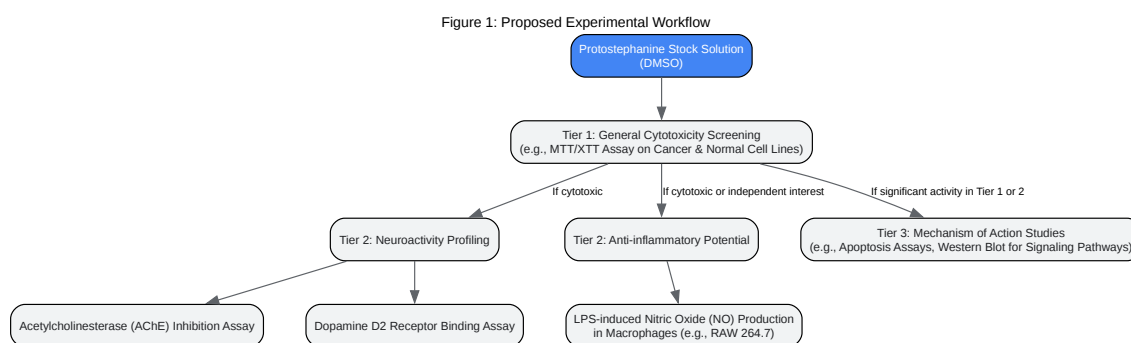 Figure 1: Proposed Experimental Workflow
Protostephanine Stock Solution
(DMSO)
Tier 1: General Cytotoxicity Screening
(e.g., MTT/XTT Assay on Cancer & Normal Cell Lines)
If cytotoxic
If cytotoxic or independent interest
If significant activity in Tier 1 or 2
Tier 2: Neuroactivity Profiling
Tier 2: Anti-inflammatory Potential
Tier 3: Mechanism of Action Studies
(e.g., Apoptosis Assays, Western Blot for Signaling Pathways)
Acetylcholinesterase (AChE) Inhibition Assay
Dopamine D2 Receptor Binding Assay
LPS-induced Nitric Oxide (NO) Production
in Macrophages (e.g., RAW 264.7)